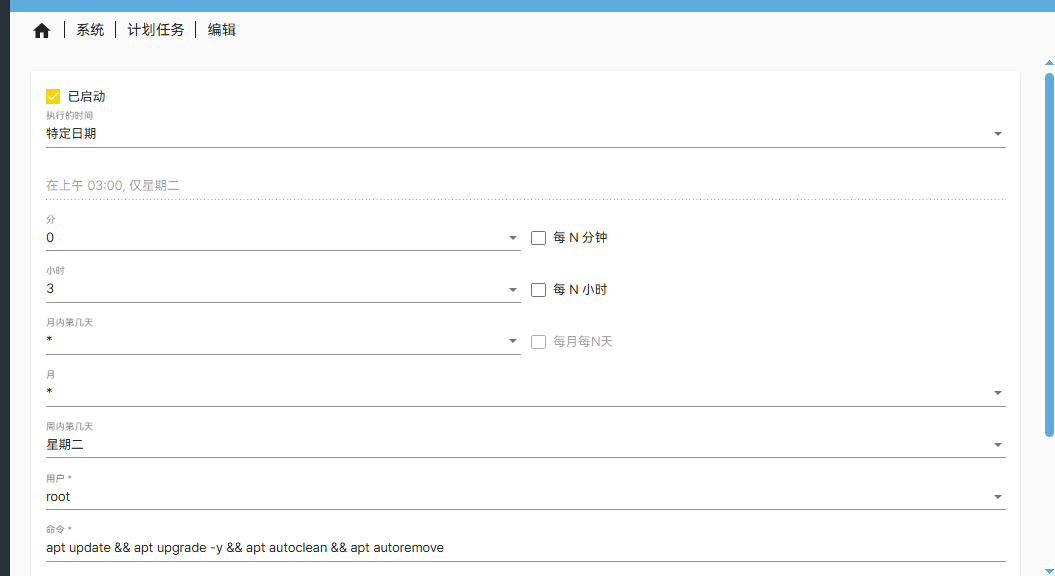 系统 计划任务 编辑
已启动
执行的时间
特定日期
在上午 03:00, 仅星期二
分
0 每 N 分钟
小时
3 每 N 小时
月内第几天
* 每月每N天
月
*
周内第几天
星期二
用户 *
root
命令 *
apt update && apt upgrade -y && apt autoclean && apt autoremove